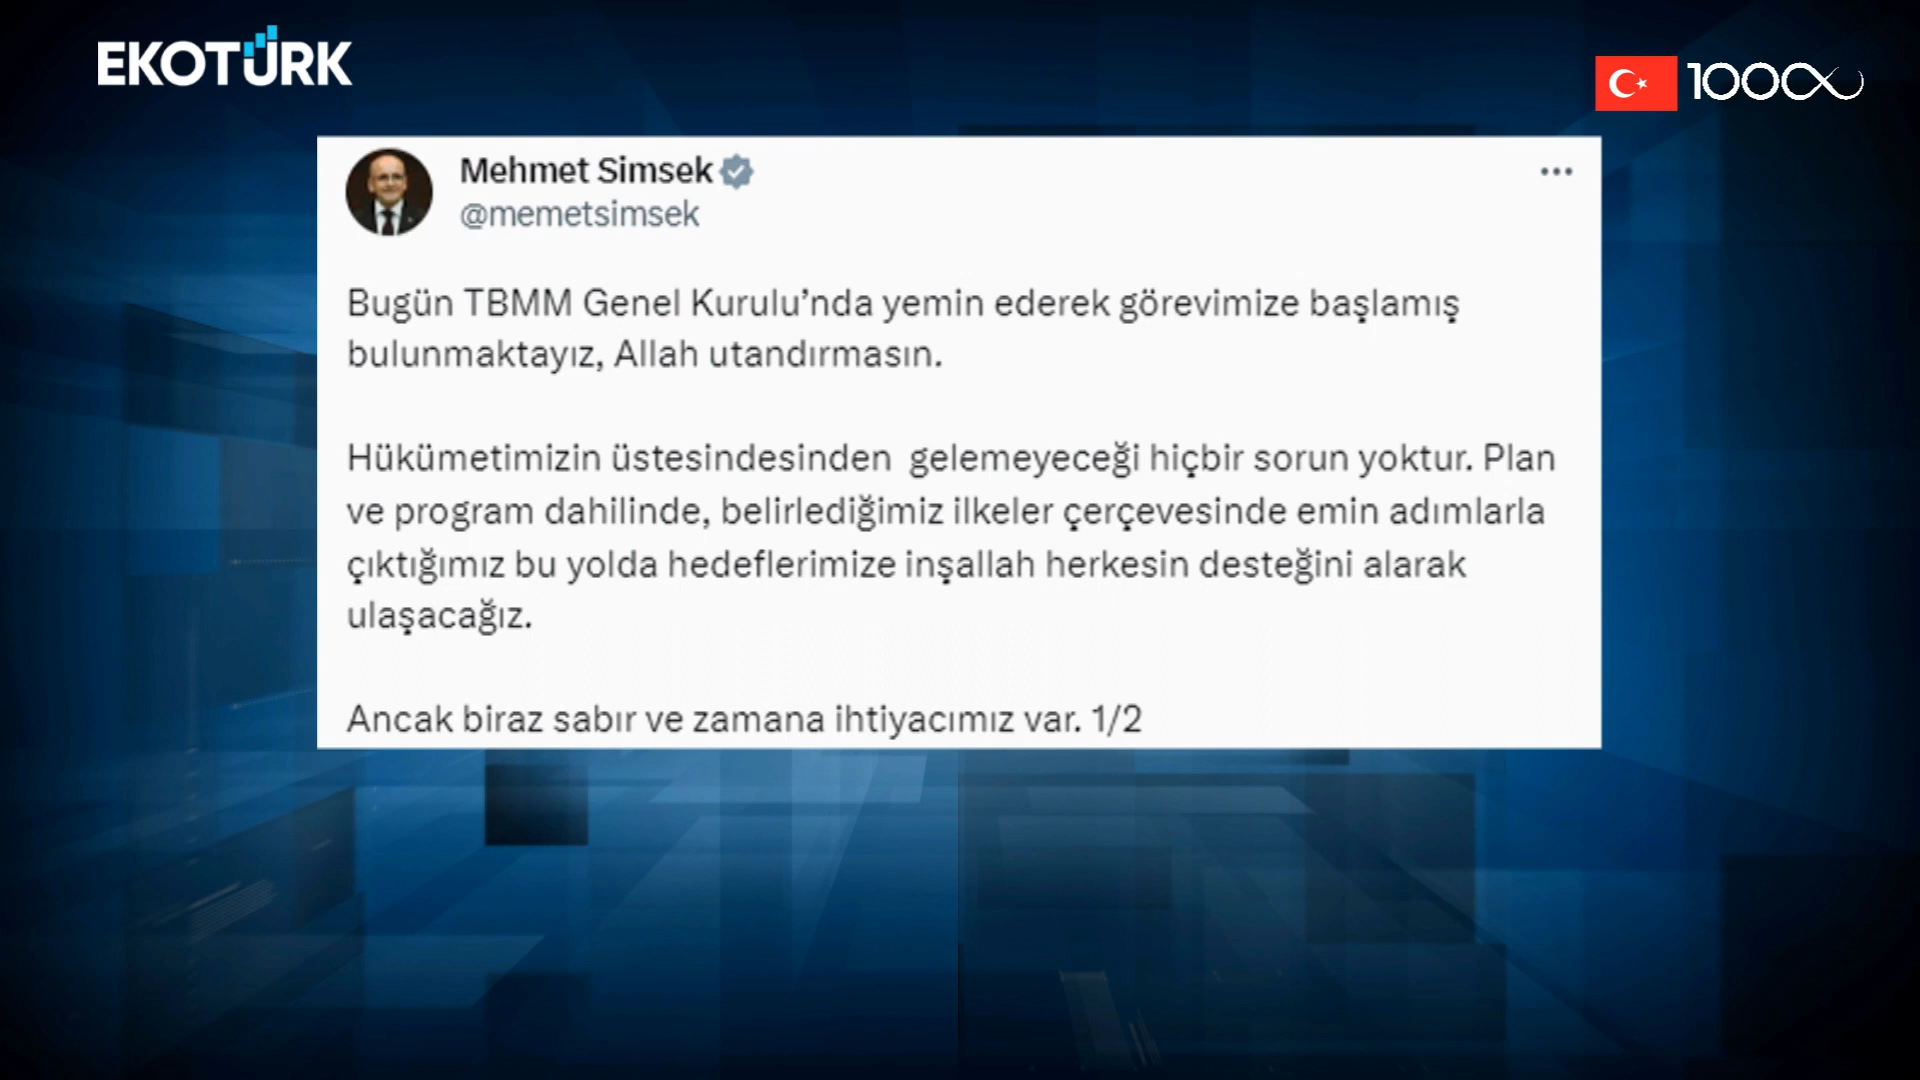 EKOTÜRK
100
Mehmet Simsek
@memetsimsek
Bugün TBMM Genel Kurulu’nda yemin ederek görevimize başlamış
bulunmaktayız, Allah utandırmasın.
Hükümetimizin üstesindesinden gelemeyeceği hiçbir sorun yoktur. Plan
ve program dahilinde, belirlediğimiz ilkeler çerçevesinde emin adımlarla
çıktığımız bu yolda hedeflerimize inşallah herkesin desteğini alarak
ulaşacağız.
Ancak biraz sabır ve zamana ihtiyacımız var. 1/2